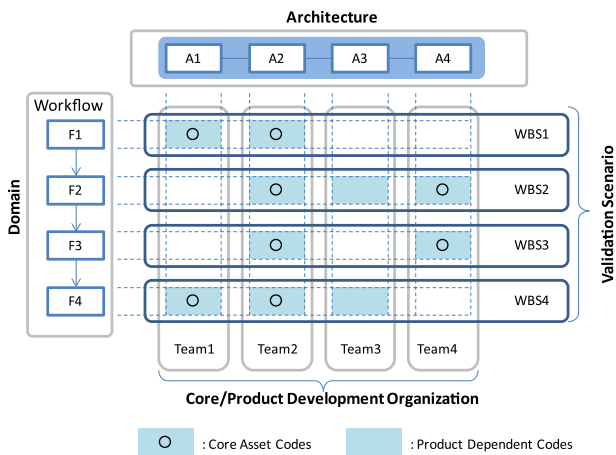 Architecture
A1 A2 A3 A4
Workflow
F1
F2
F3
F4
Domain
WBS1
WBS2
WBS3
WBS4
Validation Scenario
Team1 Team2 Team3 Team4
Core/Product Development Organization
: Core Asset Codes
: Product Dependent Codes